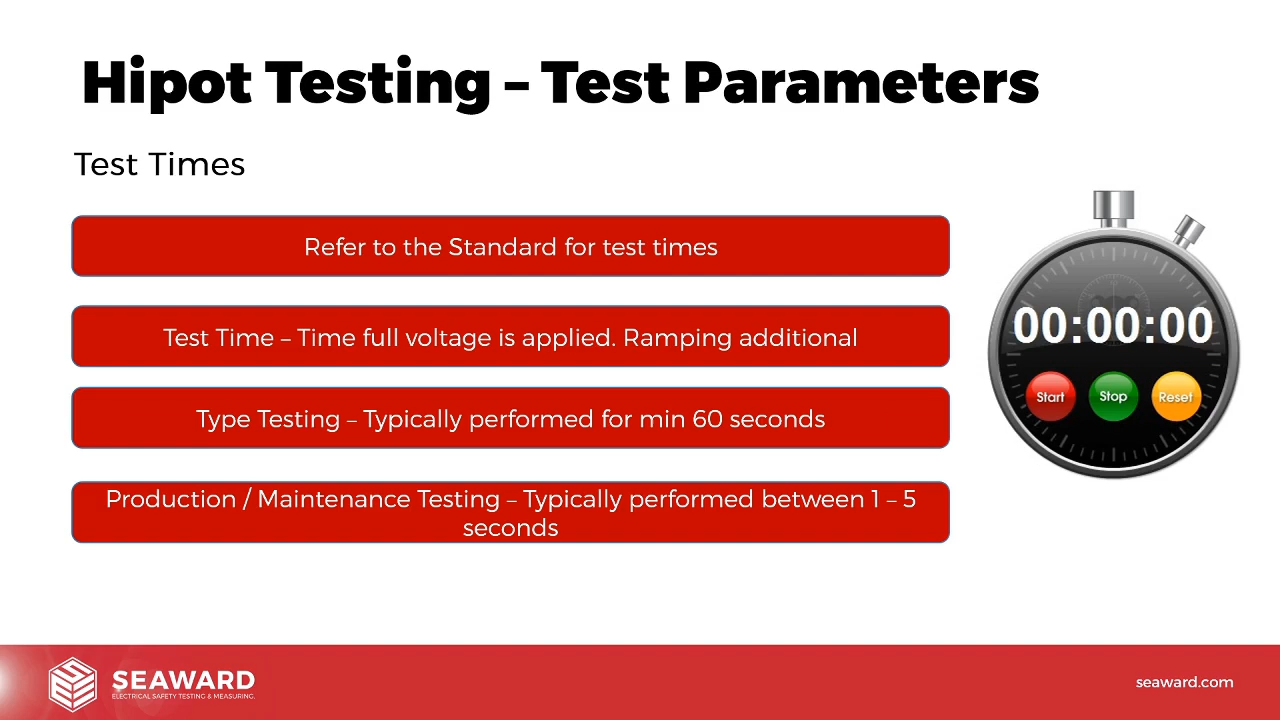 Hipot Testing – Test Parameters
Test Times
Refer to the Standard for test times
Test Time – Time full voltage is applied. Ramping additional
Type Testing – Typically performed for min 60 seconds
Production / Maintenance Testing – Typically performed between 1 – 5
seconds
00:00:00
Start Stop Reset
SEAWARD
ELECTRICAL SAFETY TESTING & MEASURING.
seaward.com